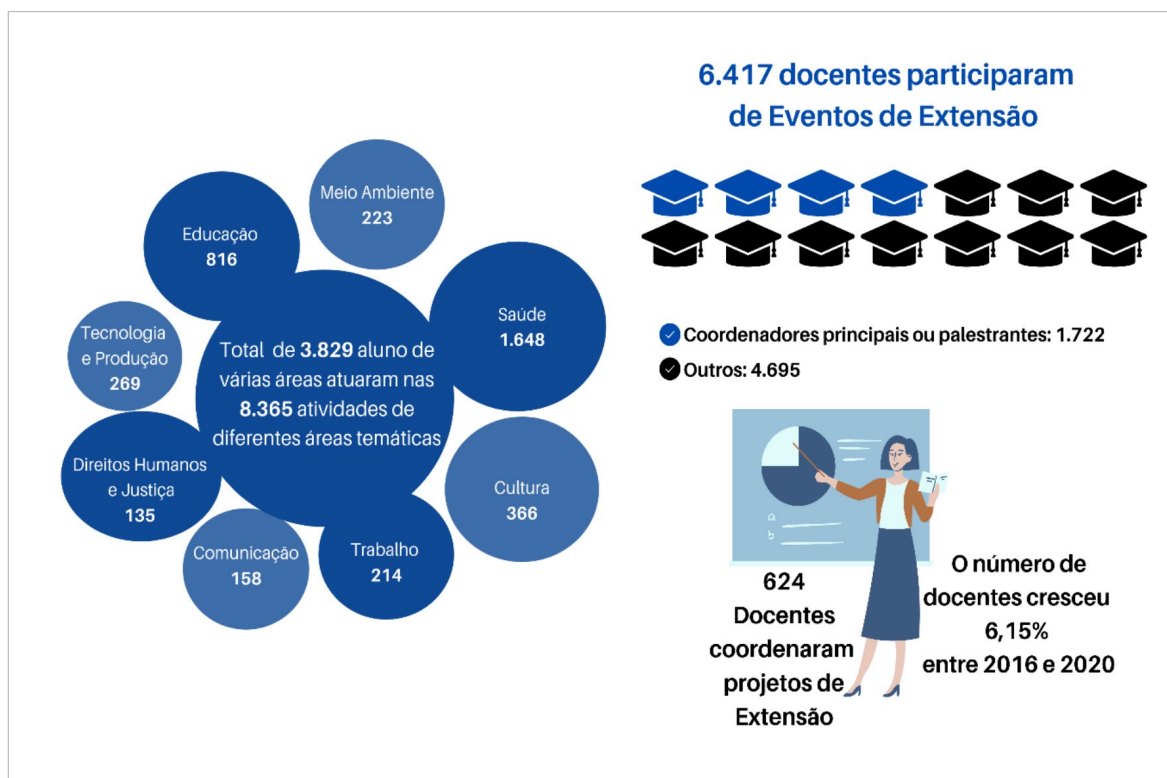 Meio Ambiente
223
Educação
816
Saúde
1.648
Tecnologia
e Produção
269
Total de 3.829 aluno de
várias áreas atuaram nas
8.365 atividades de
diferentes áreas temáticas
Direitos Humanos
e Justiça
135
Cultura
366
Comunicação
158
Trabalho
214
6.417 docentes participaram
de Eventos de Extensão
Coordenadores principais ou palestrantes: 1.722
Outros: 4.695
a
b
624
Docentes
coordenaram
projetos de
Extensão
O número de
docentes cresceu
6,15%
entre 2016 e 2020